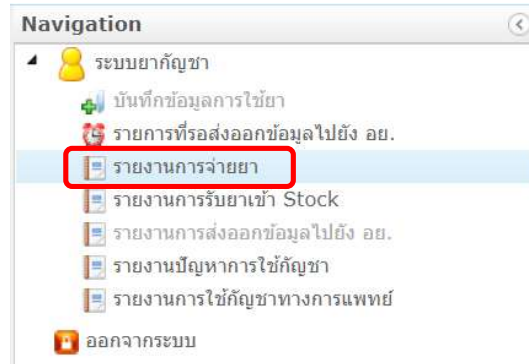 Navigation
ระบบยากัญชา
บันทึกข้อมูลการใช้ยา
รายการที่รอส่งออกข้อมูลไปยัง อย.
รายงานการจ่ายยา
รายงานการรับยาเข้า Stock
รายงานการส่งออกข้อมูลไปยัง อย.
รายงานปัญหาการใช้กัญชา
รายงานการใช้กัญชาทางการแพทย์
ออกจากระบบ